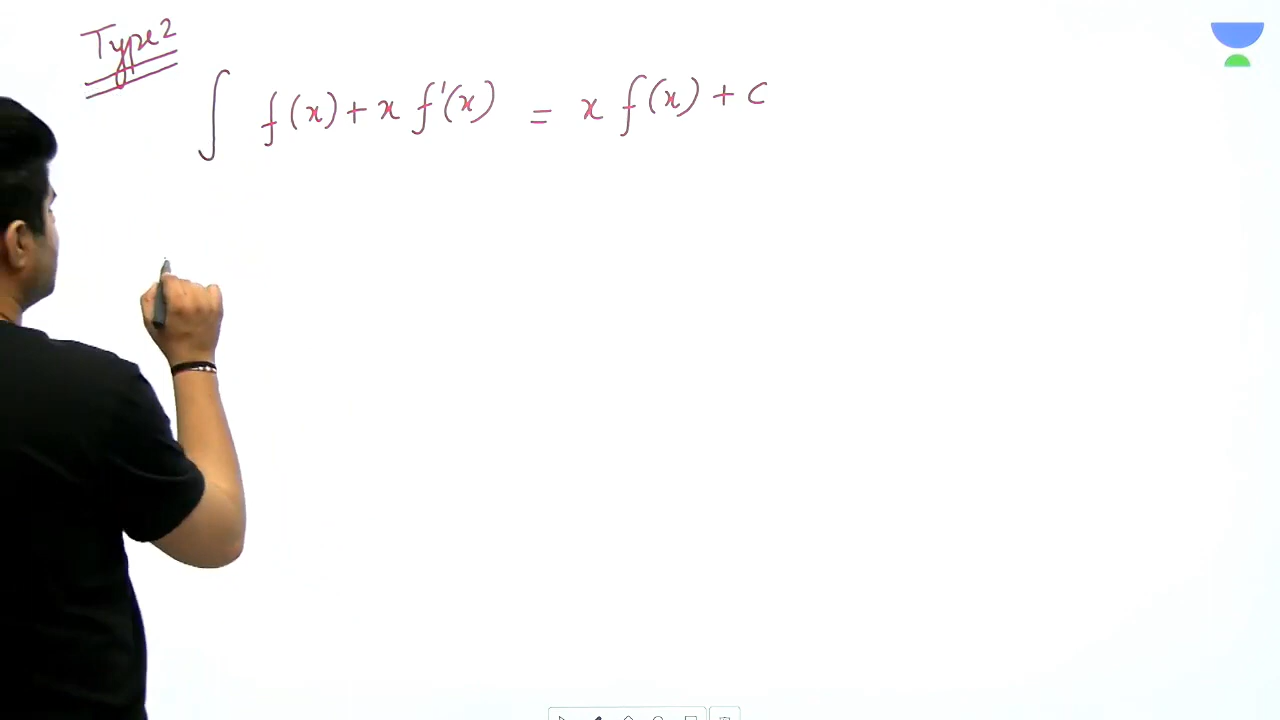 Type 2
∫ f(x) + x f'(x) = x f(x) + c